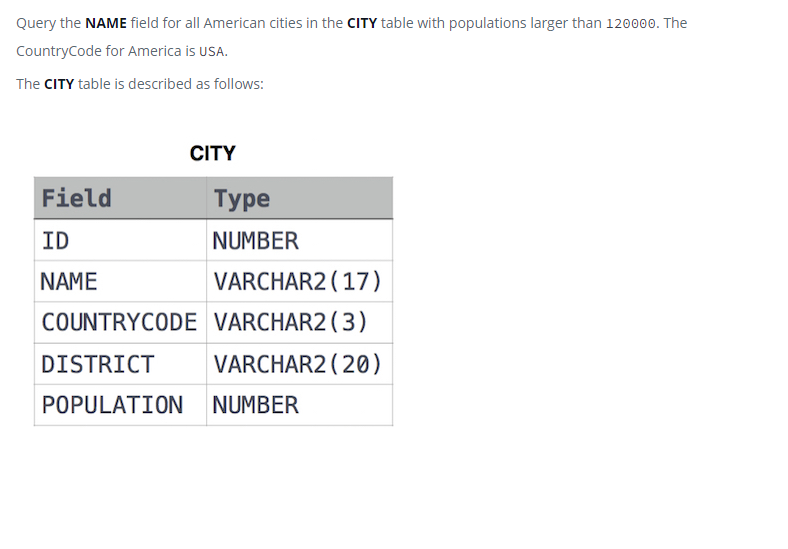 Query the NAME field for all American cities in the CITY table with populations larger than 120000. The
CountryCode for America is USA.
The CITY table is described as follows:
CITY
Field Type
ID NUMBER
NAME VARCHAR2(17)
COUNTRYCODE VARCHAR2(3)
DISTRICT VARCHAR2(20)
POPULATION NUMBER